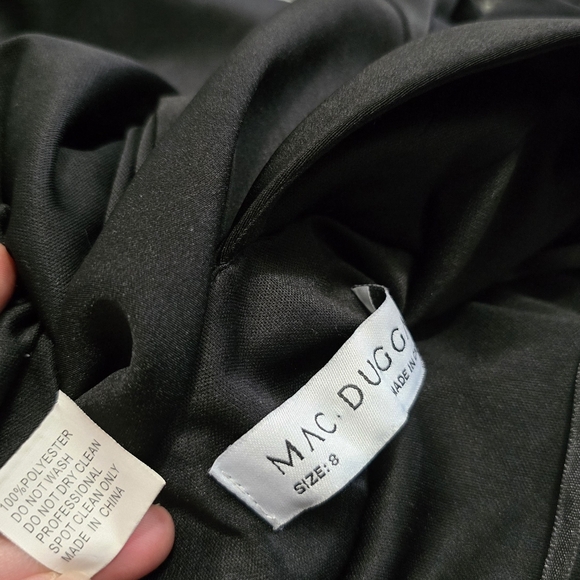 100%POLYESTER
DO NOT WASH
DO NOT DRY CLEAN
PROFESSIONAL
SPOT CLEAN ONLY
MADE IN CHINA
MAC. DUGG
MADE IN
SIZE: 8